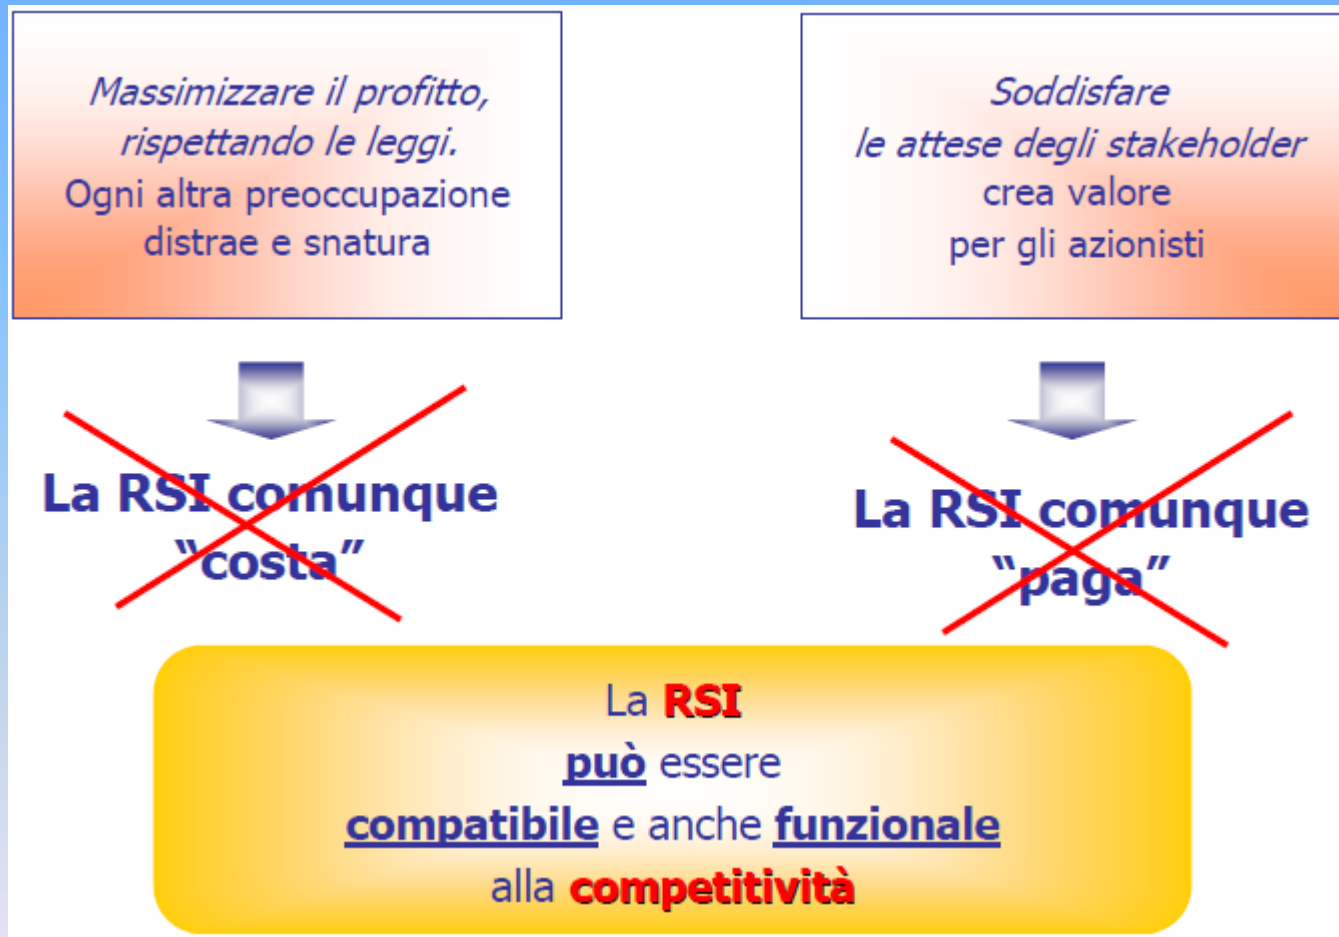 Massimizzare il profitto,
rispettando le leggi.
Ogni altra preoccupazione
distrae e snatura
Soddisfare
le attese degli stakeholder
crea valore
per gli azionisti
La RSI comunque
“costa”
La RSI comunque
“paga”
La RSI
può essere
compatibile e anche funzionale
alla competitività